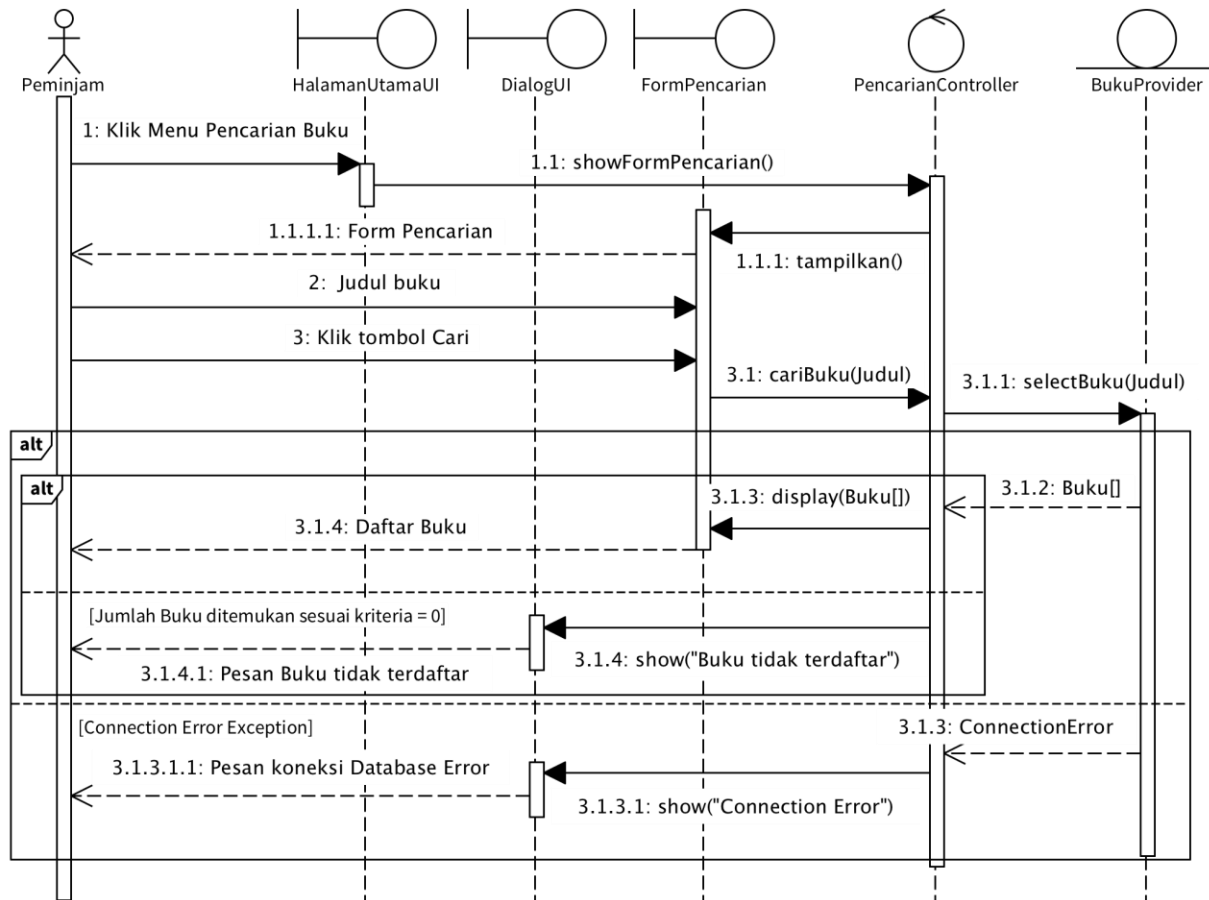 Peminjam
HalamanUtamaUI
DialogUI
FormPencarian
PencarianController
BukuProvider
1: Klik Menu Pencarian Buku
1.1: showFormPencarian()
1.1.1.1: Form Pencarian
1.1.1: tampilkan()
2: Judul buku
3: Klik tombol Cari
3.1: cariBuku(Judul)
3.1.1: selectBuku(Judul)
alt
alt
3.1.2: Buku[]
3.1.3: display(Buku[])
3.1.4: Daftar Buku
[Jumlah Buku ditemukan sesuai kriteria = 0]
3.1.4: show("Buku tidak terdaftar")
3.1.4.1: Pesan Buku tidak terdaftar
[Connection Error Exception]
3.1.3: ConnectionError
3.1.3.1.1: Pesan koneksi Database Error
3.1.3.1: show("Connection Error")